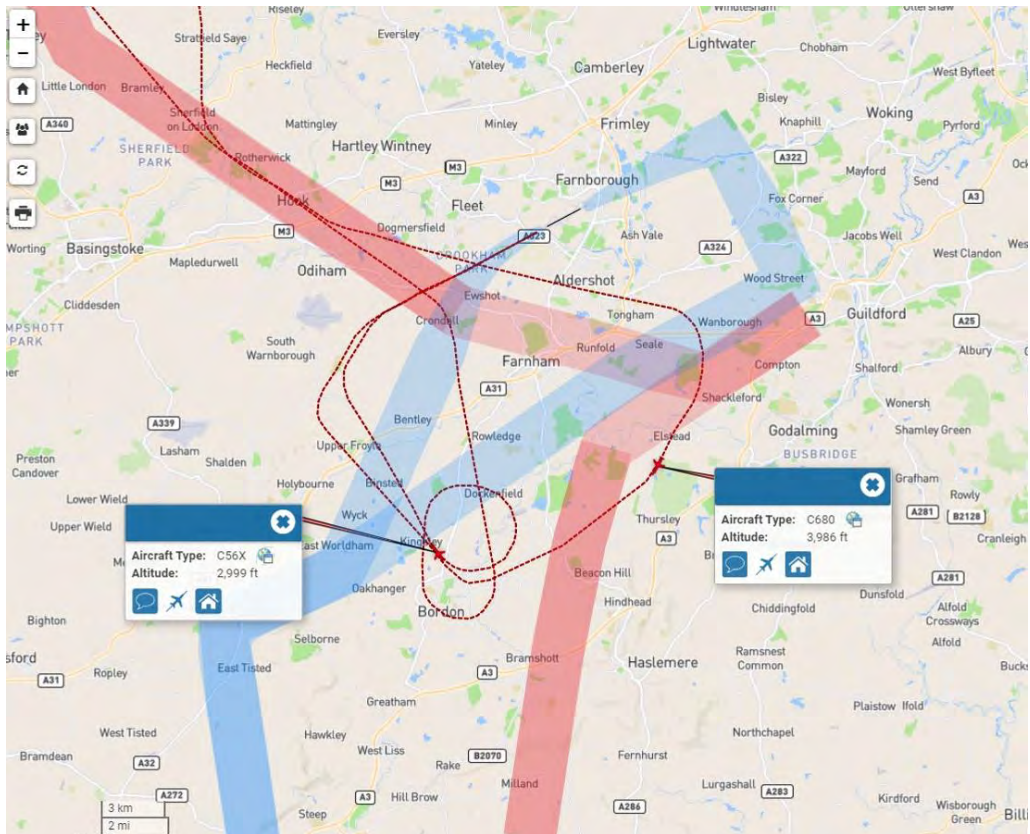 Riseley
Stratfield Saye
Eversley
Windlesham
Ottershaw
Lightwater
Chobham
Heckfield
Yateley
Camberley
West Byfleet
Little London
Bramley
Bisley
Woking
A340
Sherfield
on Loddon
Mattingley
Minley
Frimley
Knaphill
Pyrford
SHERFIELD
PARK
Rotherwick
Hartley Wintney
M3
A322
Mayford
Send
M3
Farnborough
A3
Hook
Fleet
Fox Corner
Worting
Basingstoke
M3
Dogmersfield
A323
Ash Vale
A324
Jacobs Well
West Clandon
Mapledurwell
Odiham
CROOKHAM
PARK
Aldershot
Wood Street
Cliddesden
Ewshot
Guildford
MPSHOTT
PARK
Crondall
Tongham
Wanborough
A3
A25
South
Warnborough
Farnham
Runfold
Seale
Albury
Compton
Shalford
A31
Shackleford
Wonersh
A339
Bentley
Rowledge
Elstead
Godalming
Shamley Green
Preston
Candover
Lasham
Shalden
Upper Froyle
BUSBRIDGE
Holybourne
Binsted
Dockenfield
Grafham
Rowly
Lower Wield
Upper Wield
Wyck
Thursley
A281
B2128
Cranleigh
East Worldham
Kingsley
A3
Aircraft Type: C56X
Altitude: 2,999 ft
Aircraft Type: C680
Altitude: 3,986 ft
Oakhanger
Beacon Hill
A281
Dunsfold
Alfold
Crossways
Bordon
Hindhead
Chiddingfold
Bighton
Selborne
Alfold
East Tisted
Bramshott
Haslemere
Ramsnest
Common
A31
Ropley
A3
Greatham
Plaistow
Ifold
West Tisted
Hawkley
Northchapel
Bramdean
A32
West Liss
Rake
B2070
Fernhurst
Milland
Lurgashall
A283
Kirdford
Wisborough
Green
3 km
2 mi
A272
Steep
A3
Hill Brow
A286